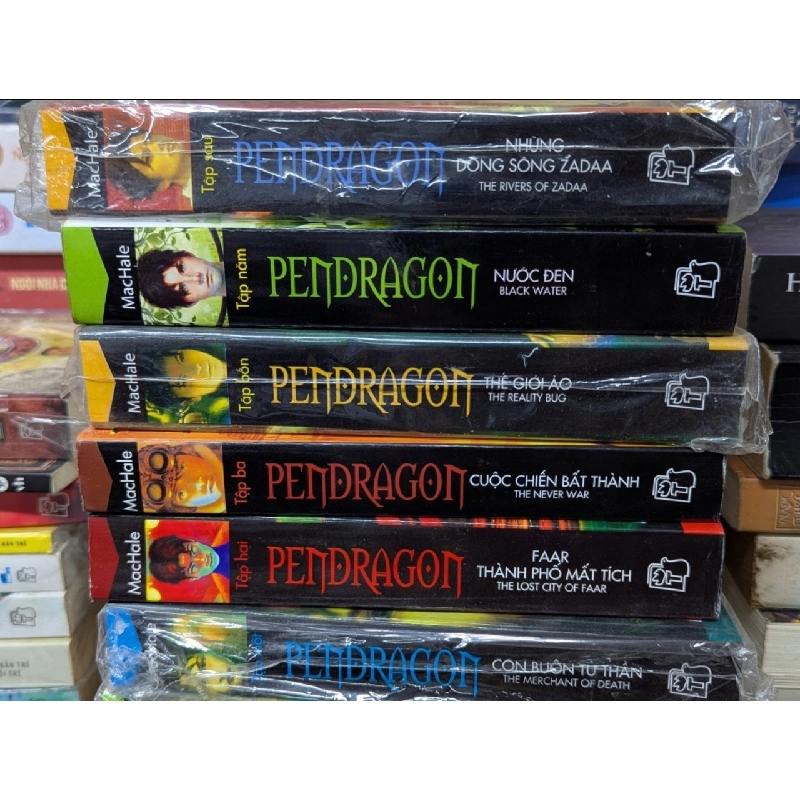 MacHale
Tập sáu
PENDRAGON
NHỮNG
DÒNG SÔNG ZADAA
THE RIVERS OF ZADAA
MacHale
Tập năm
PENDRAGON
NƯỚC ĐEN
BLACK WATER
MacHale
Tập bốn
PENDRAGON
THẾ GIỚI ẢO
THE REALITY BUG
MacHale
Tập ba
PENDRAGON
CUỘC CHIẾN BẤT THÀNH
THE NEVER WAR
MacHale
Tập hai
PENDRAGON
FAAR
THÀNH PHỐ MẤT TÍCH
THE LOST CITY OF FAAR
PENDRAGON
CON BUÔN TỬ THẦN
THE MERCHANT OF DEATH
NGÔI NHÀ